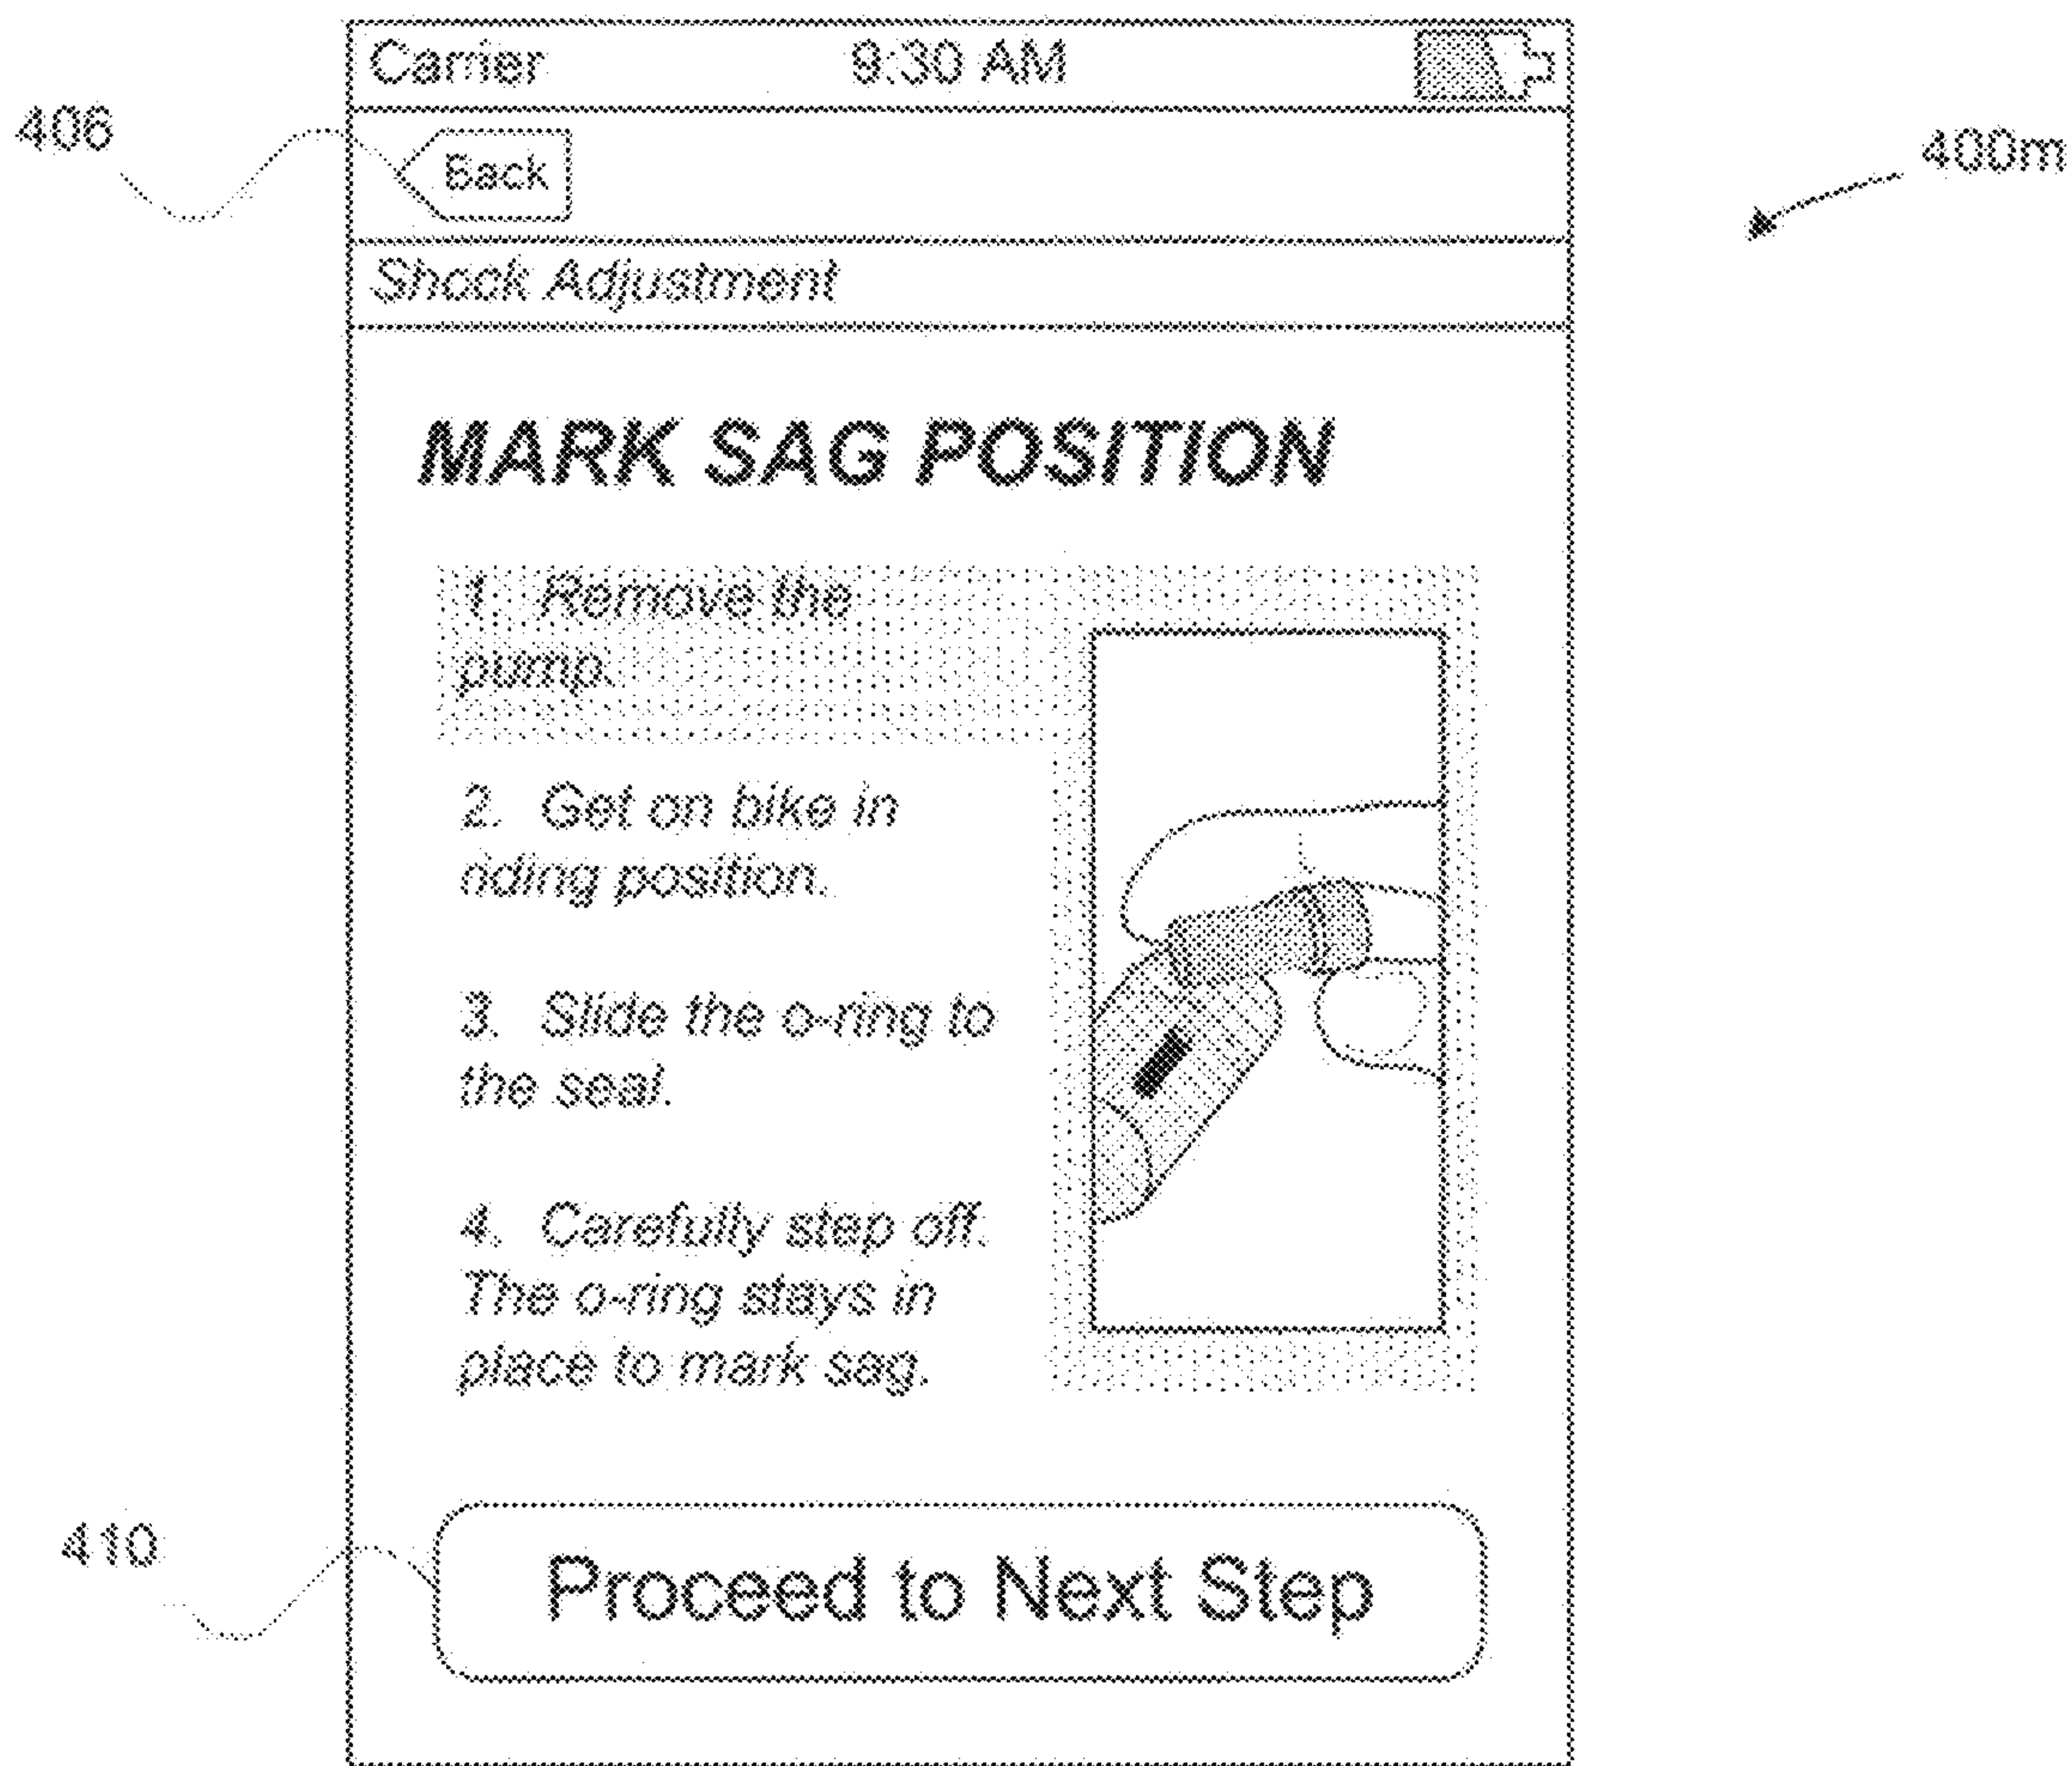 Carrier 9:30 AM
406
Back
400m
Shock Adjustment
MARK SAG POSITION
1. Remove the
pump.
2. Get on bike in
riding position.
3. Slide the o-ring to
the seal.
4. Carefully step off.
The o-ring stays in
place to mark sag.
410
Proceed to Next Step